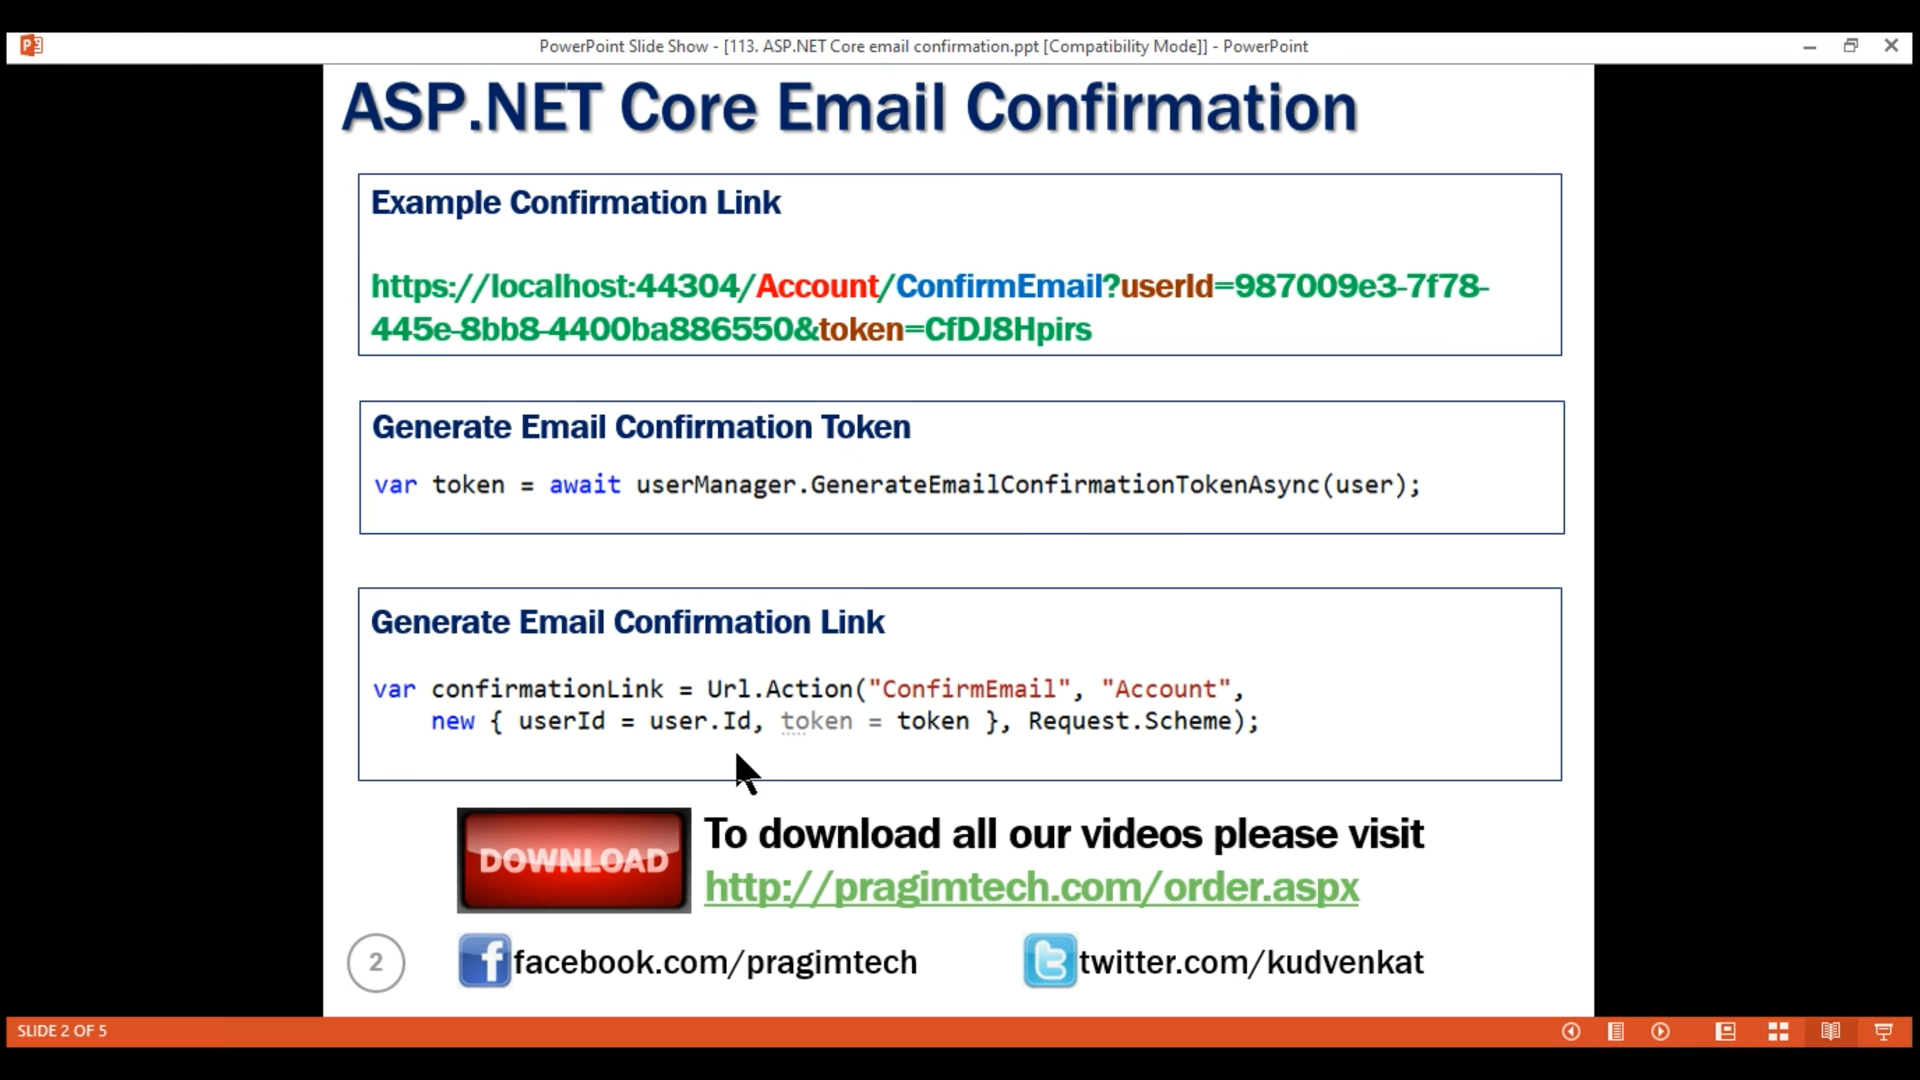 PowerPoint Slide Show - [113. ASP.NET Core email confirmation.ppt [Compatibility Mode]] - PowerPoint
ASP.NET Core Email Confirmation
Example Confirmation Link
https://localhost:44304/Account/ConfirmEmail?userId=987009e3-7f78-
445e-8bb8-4400ba886550&token=CfDJ8Hpirs
Generate Email Confirmation Token
var token = await userManager.GenerateEmailConfirmationTokenAsync(user);
Generate Email Confirmation Link
var confirmationLink = Url.Action("ConfirmEmail", "Account",
new { userId = user.Id, token = token }, Request.Scheme);
DOWNLOAD
To download all our videos please visit
http://pragimtech.com/order.aspx
2
facebook.com/pragimtech
twitter.com/kudvenkat
SLIDE 2 OF 5